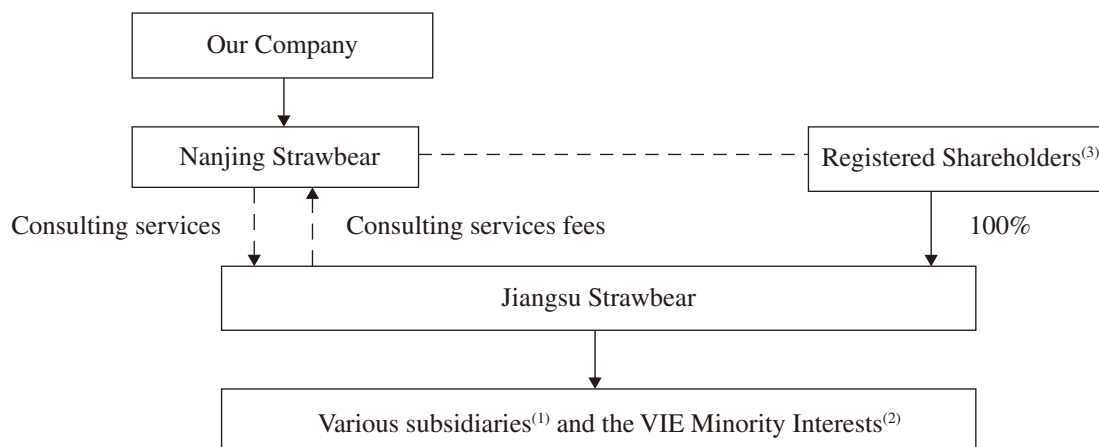 Our Company
Nanjing Strawbear
Registered Shareholders(3)
Consulting services
Consulting services fees
100%
Jiangsu Strawbear
Various subsidiaries(1) and the VIE Minority Interests(2)